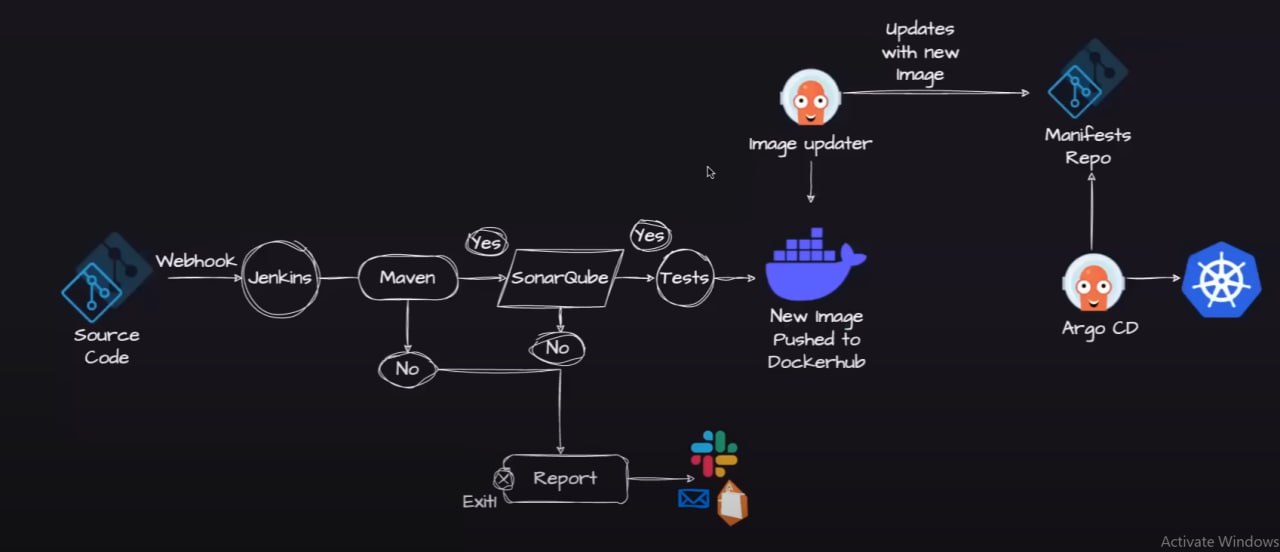 Updates
with new
Image
Image updater
Manifests
Repo
Webhook
Jenkins
Maven
Yes
SonarQube
Yes
Tests
Source
Code
No
No
New Image
Pushed to
Dockerhub
Argo CD
Report
Exit!
Activate Windows